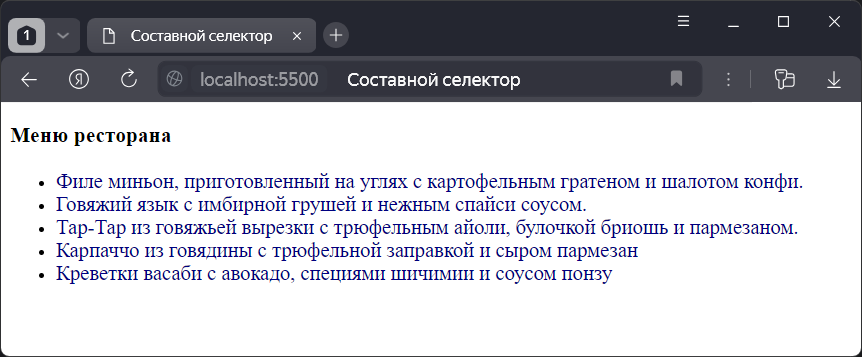 1
Составной селектор
Я
localhost:5500 Составной селектор
Меню ресторана
Филе миньон, приготовленный на углях с картофельным гратеном и шалотом конфи.
Говяжий язык с имбирной грушей и нежным спайси соусом.
Тар-Тар из говяжьей вырезки с трюфельным айоли, булочкой бриошь и пармезаном.
Карпаччо из говядины с трюфельной заправкой и сыром пармезан
Креветки васаби с авокадо, специями шичимии и соусом понзу